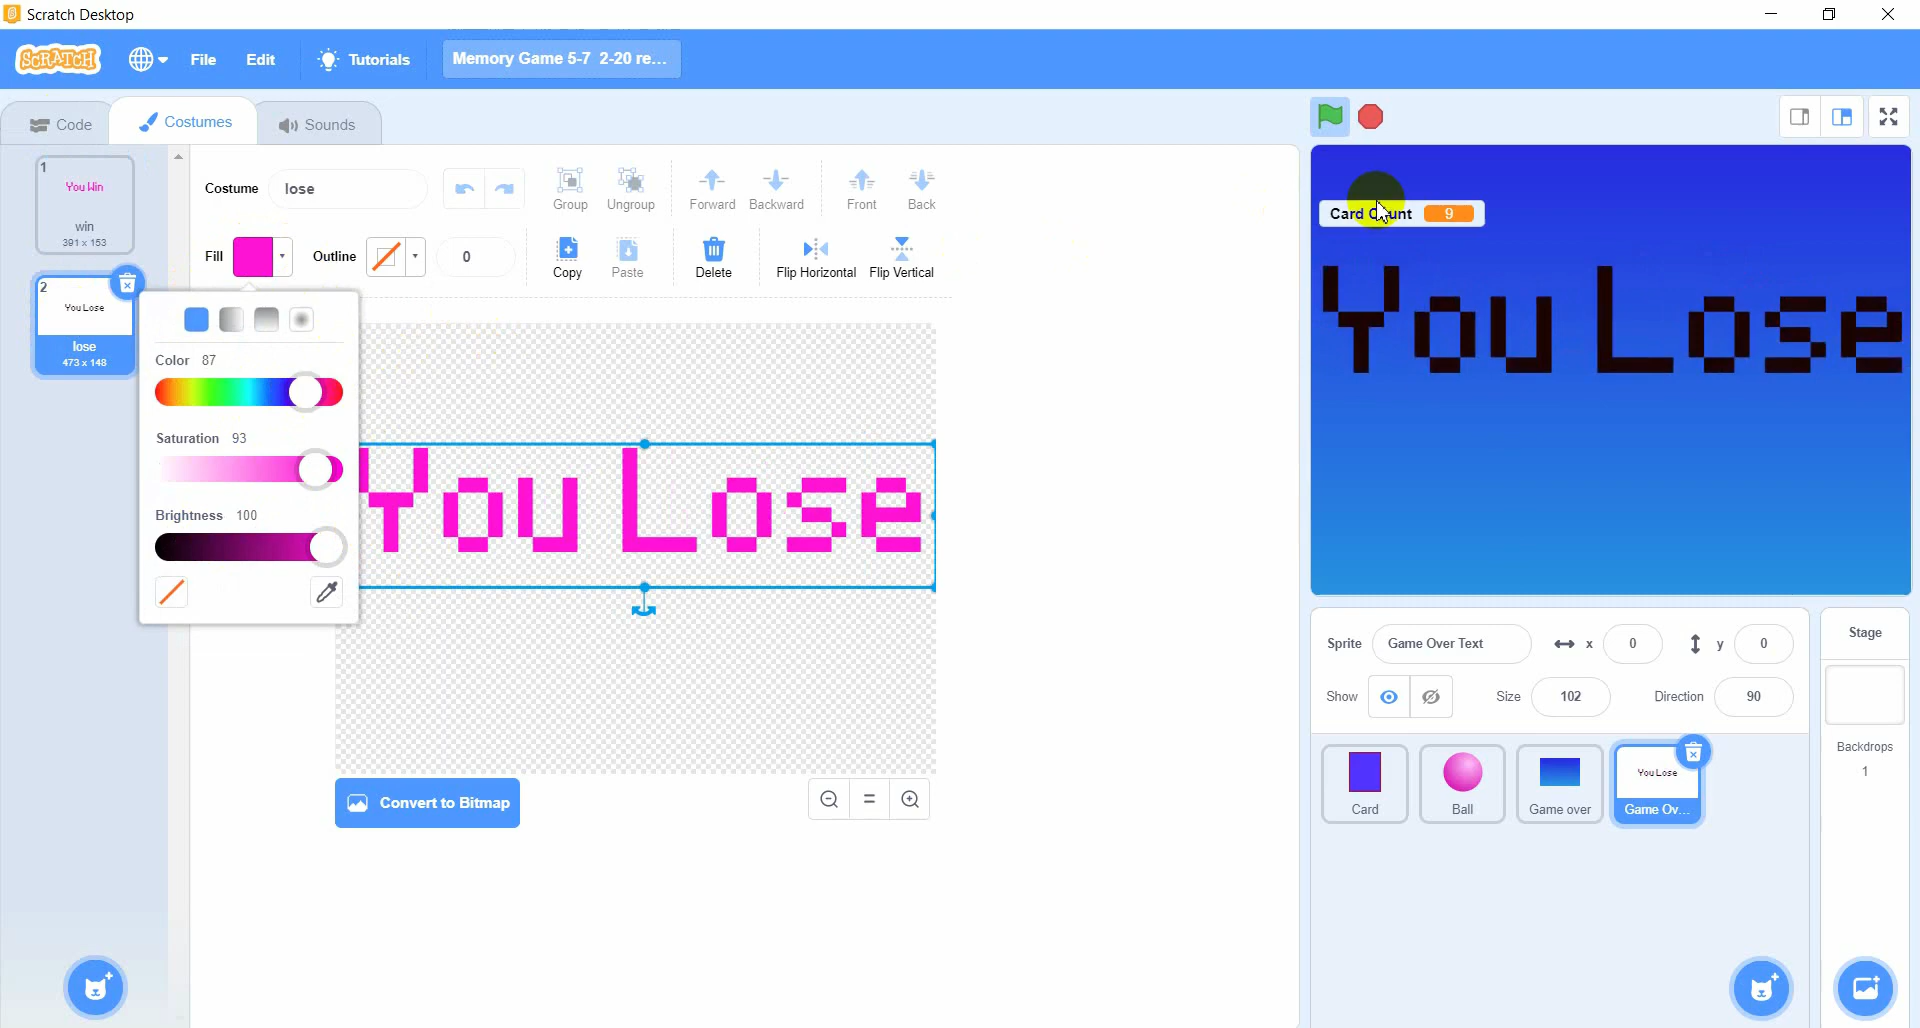 Scratch Desktop
SCRATCH File Edit Tutorials Memory Game 5-7 2-20 re...
Code Costumes Sounds
1
You Win
win
391 x 153
2
You Lose
lose
473 x 148
Costume lose
Group Ungroup Forward Backward Front Back
Fill Outline 0
Copy Paste Delete Flip Horizontal Flip Vertical
Color 87
Saturation 93
Brightness 100
You Lose
Convert to Bitmap
Card Count 9
You Lose
Sprite Game Over Text x 0 y 0
Show Size 102 Direction 90
Card
Ball
Game over
You Lose
Game Ov...
Stage
Backdrops
1